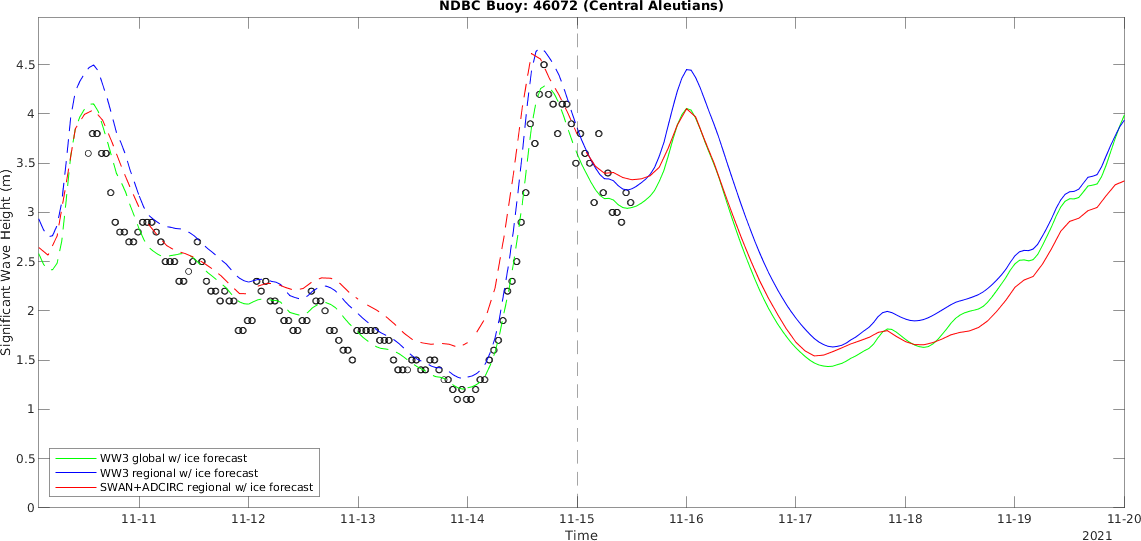 NDBC Buoy: 46072 (Central Aleutians)
Significant Wave Height (m)
4.5
4
3.5
3
2.5
2
1.5
1
0.5
0
WW3 global w/ ice forecast
WW3 regional w/ ice forecast
SWAN+ADCIRC regional w/ ice forecast
11-11 11-12 11-13 11-14 11-15 11-16 11-17 11-18 11-19 11-20
Time
2021